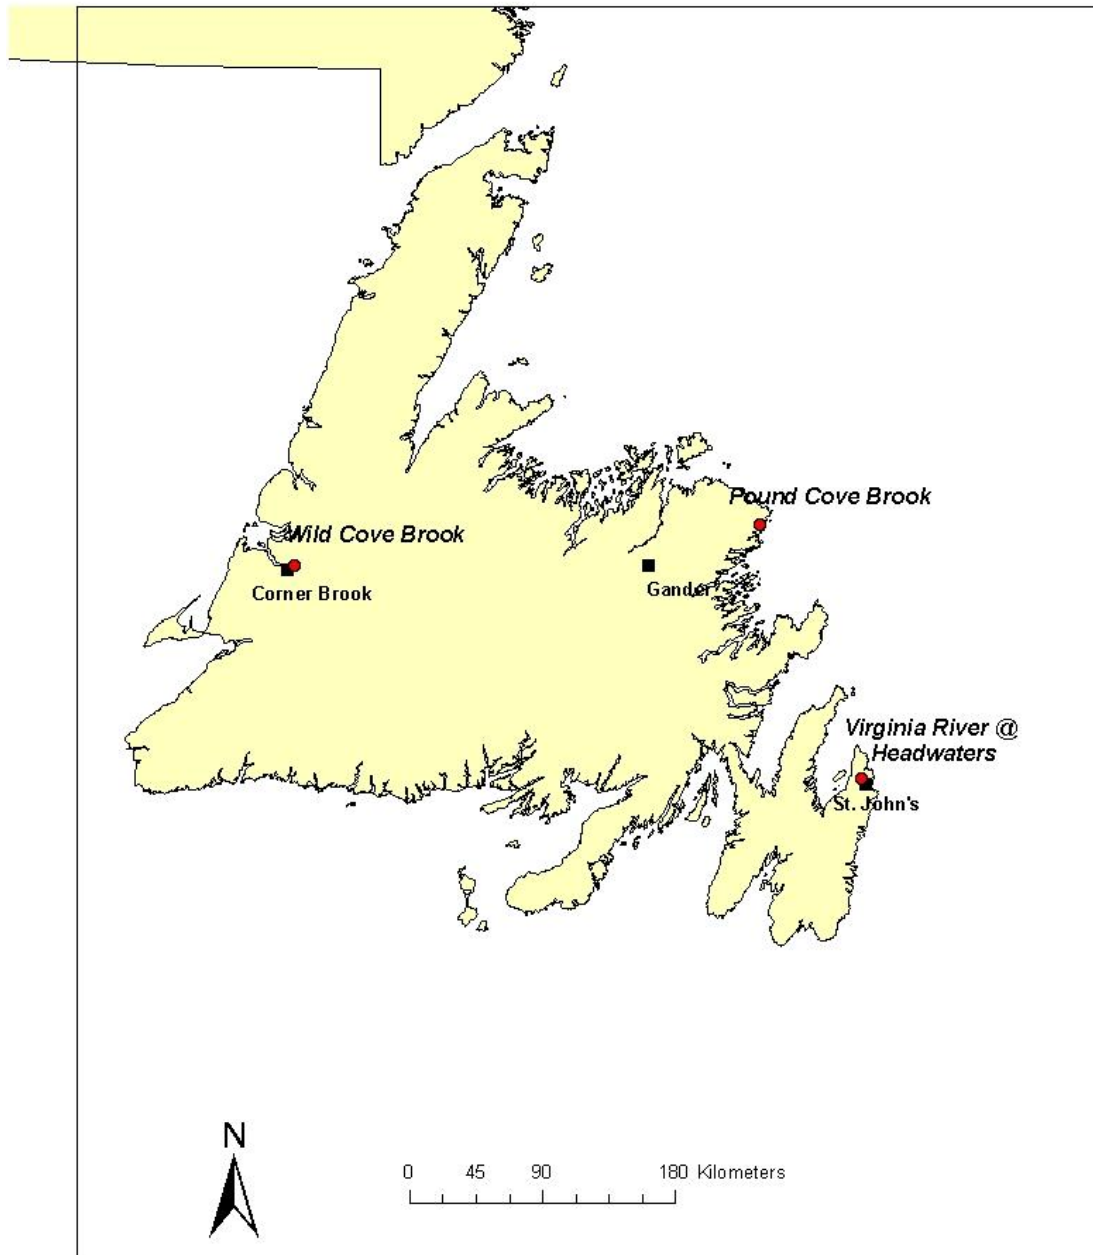 Pound Cove Brook
Wild Cove Brook
Corner Brook
Gander
Virginia River @
Headwaters
St. John's
N
0 45 90 180 Kilometers